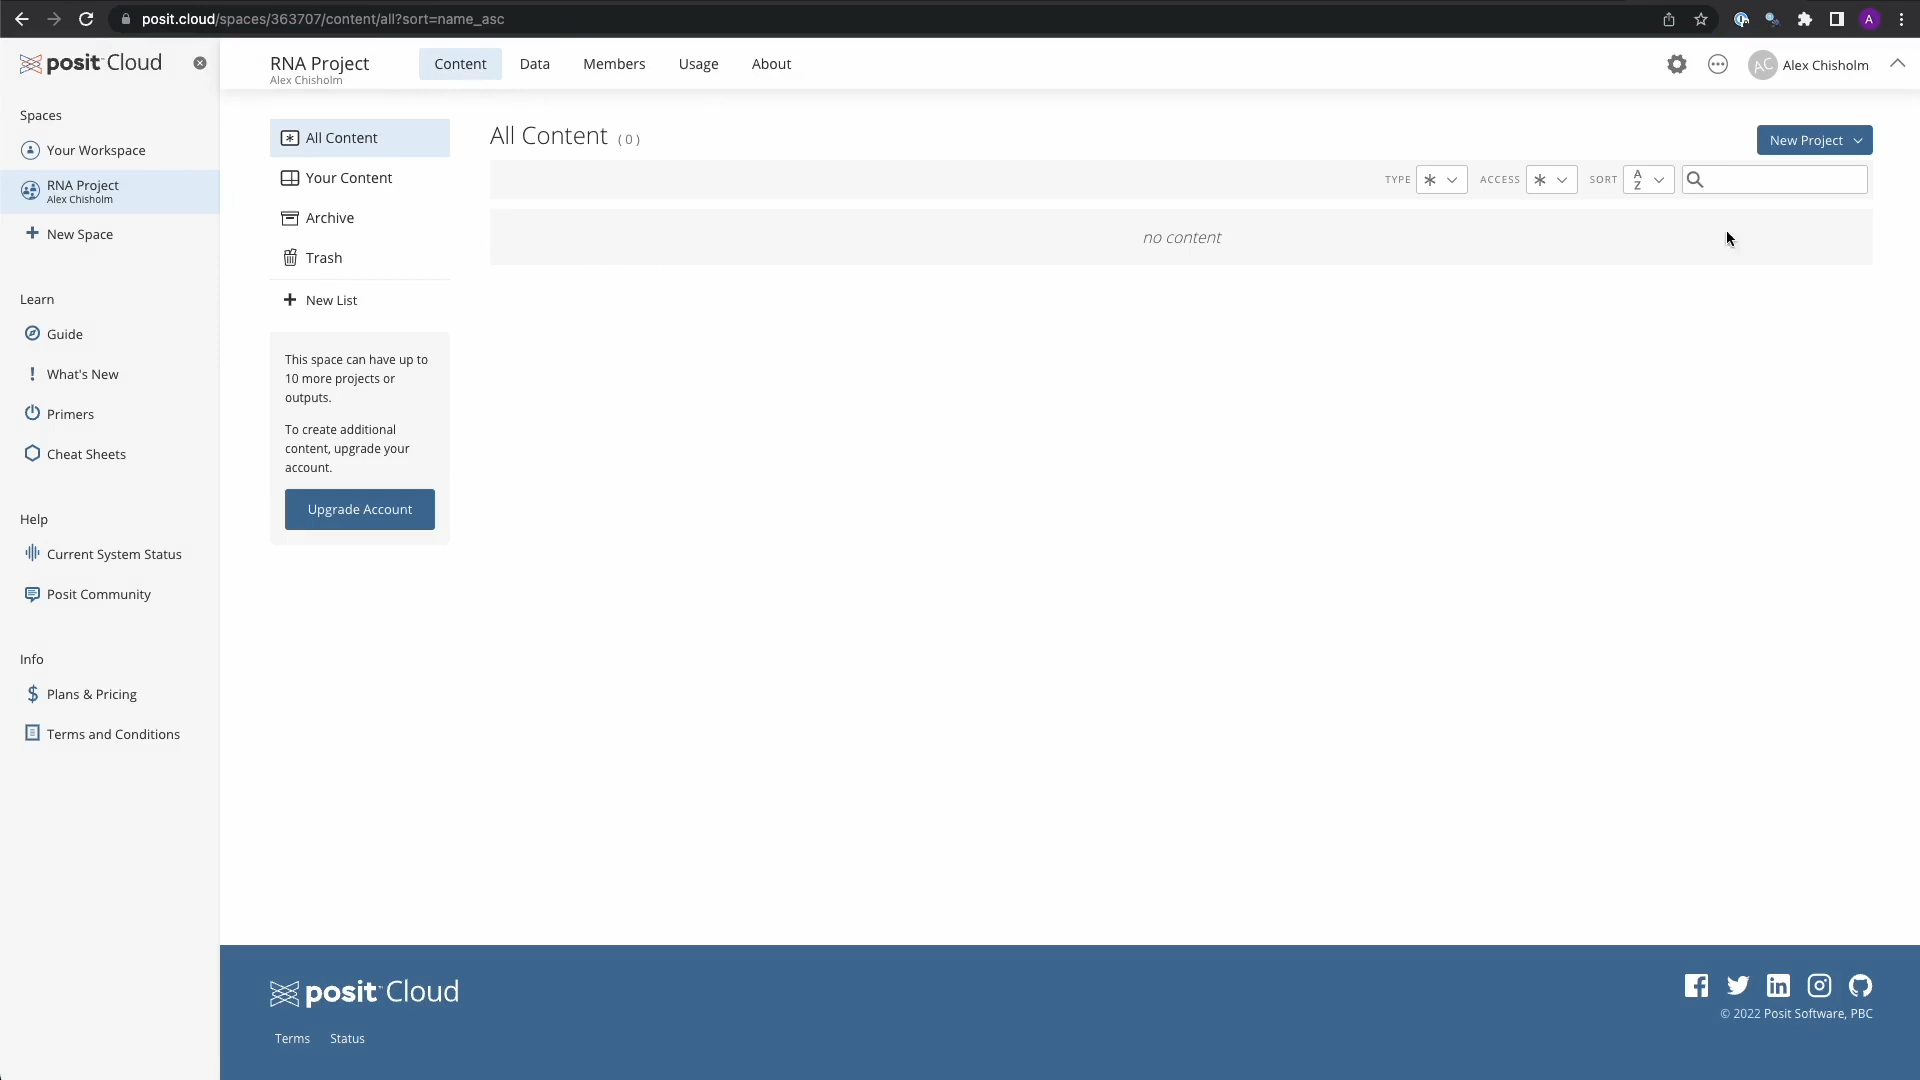 posit.cloud/spaces/363707/content/all?sort=name_asc
A
posit Cloud
Spaces
Your Workspace
RNA Project
Alex Chisholm
New Space
Learn
Guide
What's New
Primers
Cheat Sheets
Help
Current System Status
Posit Community
Info
Plans & Pricing
Terms and Conditions
RNA Project
Alex Chisholm
Content
Data
Members
Usage
About
AC
Alex Chisholm
All Content
Your Content
Archive
Trash
New List
This space can have up to
10 more projects or
outputs.
To create additional
content, upgrade your
account.
Upgrade Account
All Content ( 0 )
New Project
TYPE
ACCESS
SORT
A
Z
no content
posit Cloud
Terms
Status
© 2022 Posit Software, PBC